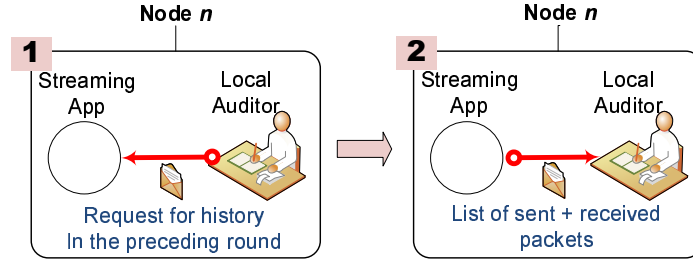 Node n
1
Streaming
App
Local
Auditor
Request for history
In the preceding round
Node n
2
Streaming
App
Local
Auditor
List of sent + received
packets